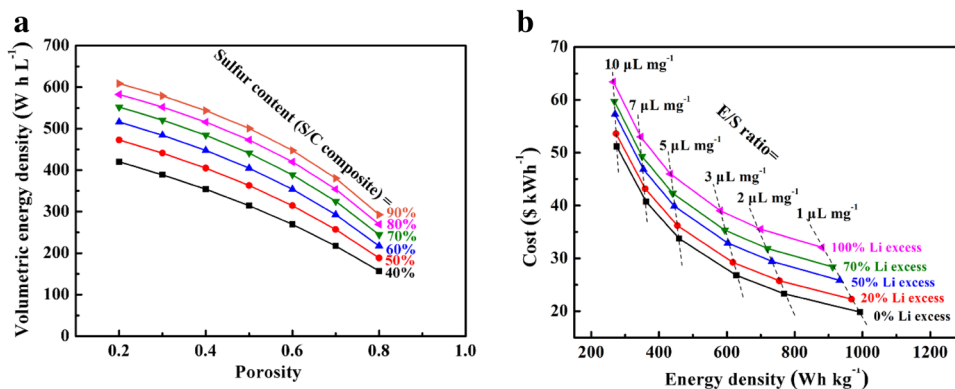 a
Volumetric energy density (W h L⁻¹)
700
600
500
400
300
200
100
0
0.2
0.4
0.6
0.8
1.0
Porosity
Sulfur content (S/C composite) =
90%
80%
70%
60%
50%
40%
b
Cost ($ kWh⁻¹)
70
60
50
40
30
20
200
400
600
800
1000
1200
Energy density (Wh kg⁻¹)
E/S ratio=
10 µL mg⁻¹
7 µL mg⁻¹
5 µL mg⁻¹
3 µL mg⁻¹
2 µL mg⁻¹
1 µL mg⁻¹
100% Li excess
70% Li excess
50% Li excess
20% Li excess
0% Li excess